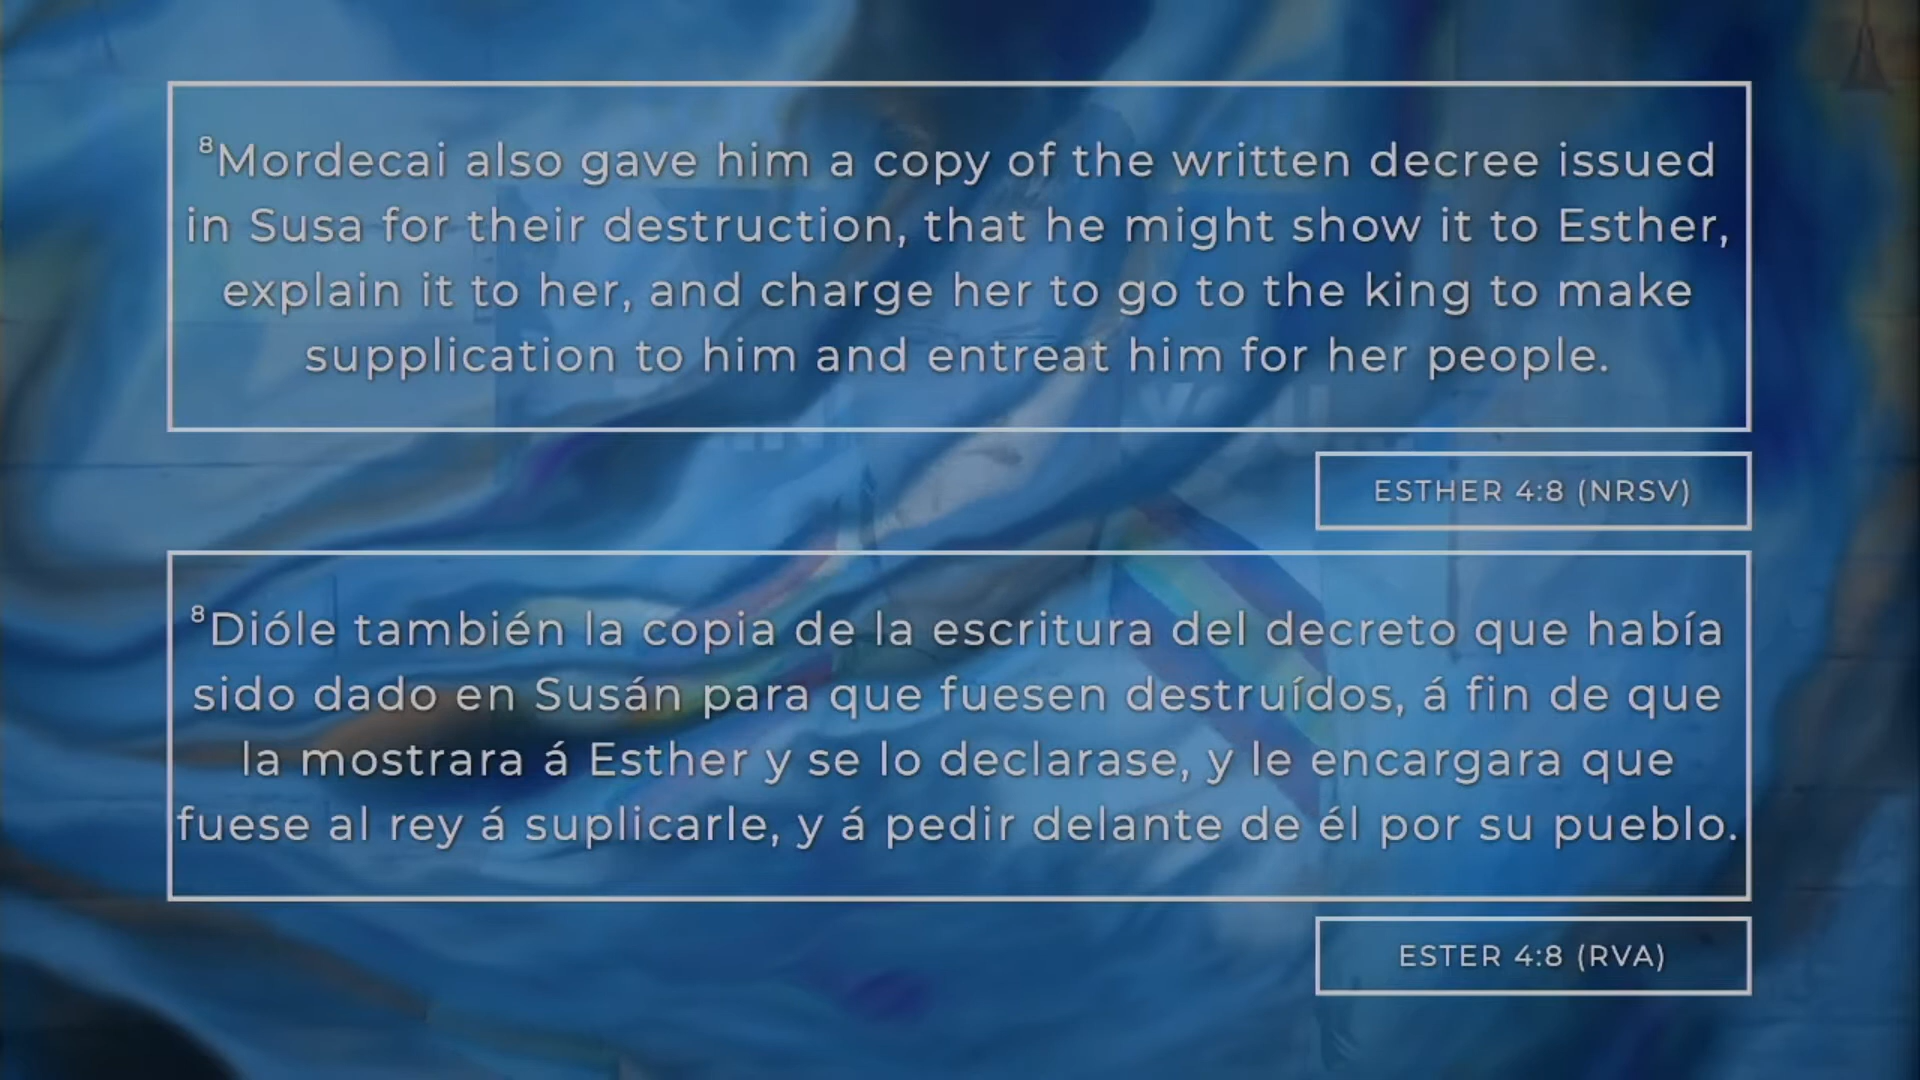 ⁸Mordecai also gave him a copy of the written decree issued
in Susa for their destruction, that he might show it to Esther,
explain it to her, and charge her to go to the king to make
supplication to him and entreat him for her people.
ESTHER 4:8 (NRSV)
⁸Dióle también la copia de la escritura del decreto que había
sido dado en Susán para que fuesen destruídos, á fin de que
la mostrara á Esther y se lo declarase, y le encargara que
fuese al rey á suplicarle, y á pedir delante de él por su pueblo.
ESTER 4:8 (RVA)